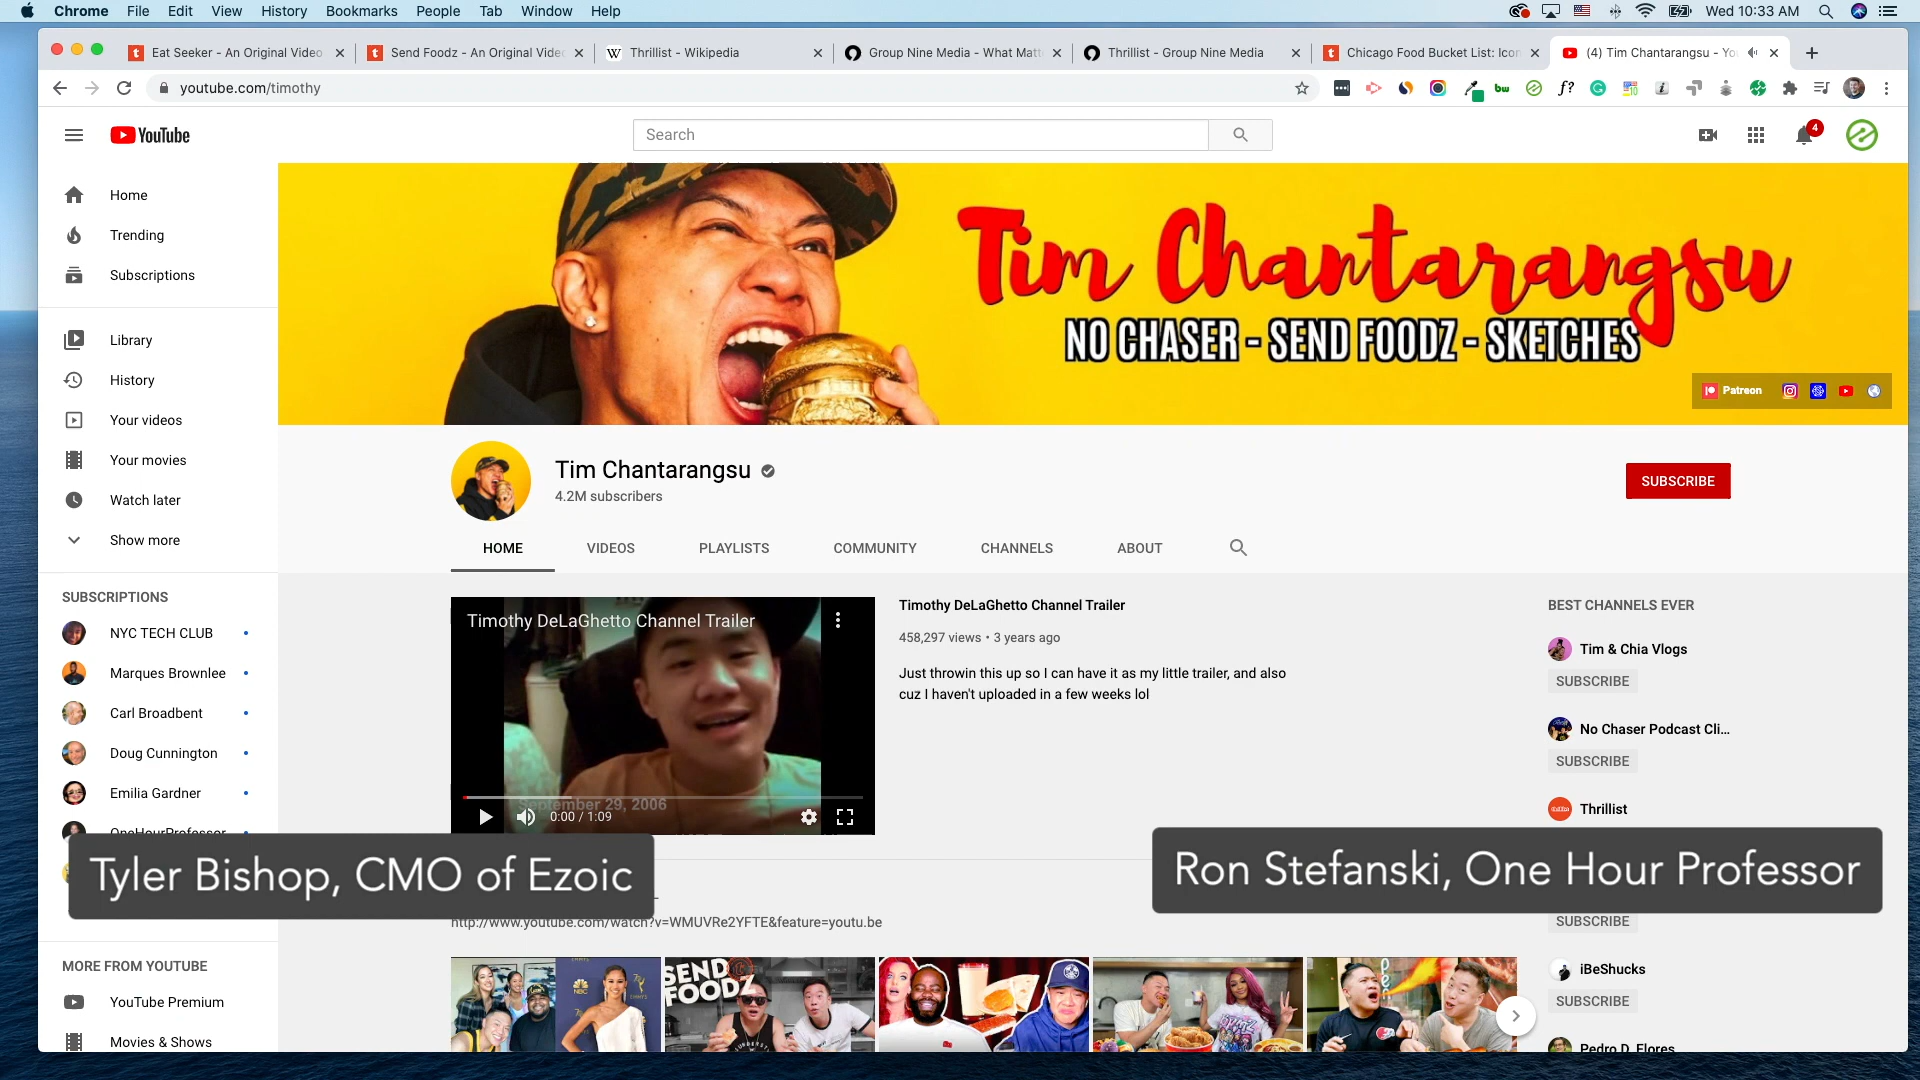 Chrome File Edit View History Bookmarks People Tab Window Help
Wed 10:33 AM
Eat Seeker - An Original Video
Send Foodz - An Original Videc
Thrillist - Wikipedia
Group Nine Media - What Matt
Thrillist - Group Nine Media
Chicago Food Bucket List: Icon
(4) Tim Chantarangsu - Yo
youtube.com/timothy
YouTube
Search
4
Home
Trending
Subscriptions
Library
History
Your videos
Your movies
Watch later
Show more
SUBSCRIPTIONS
NYC TECH CLUB
Marques Brownlee
Carl Broadbent
Doug Cunnington
Emilia Gardner
OneHourProfessor
MORE FROM YOUTUBE
YouTube Premium
Movies & Shows
Tim Chantarangsu
NO CHASER - SEND FOODZ - SKETCHES
Patreon
Tim Chantarangsu
4.2M subscribers
SUBSCRIBE
HOME VIDEOS PLAYLISTS COMMUNITY CHANNELS ABOUT
Timothy DeLaGhetto Channel Trailer
September 29, 2006
0:00 / 1:09
Timothy DeLaGhetto Channel Trailer
458,297 views • 3 years ago
Just throwin this up so I can have it as my little trailer, and also
cuz I haven't uploaded in a few weeks lol
BEST CHANNELS EVER
Tim & Chia Vlogs
SUBSCRIBE
No Chaser Podcast Cli...
SUBSCRIBE
Thrillist
SUBSCRIBE
iBeShucks
SUBSCRIBE
Pedro D. Flores
Tyler Bishop, CMO of Ezoic
Ron Stefanski, One Hour Professor
http://www.youtube.com/watch?v=WMUVRe2YFTE&feature=youtu.be
NBC
SEND
FOODZ